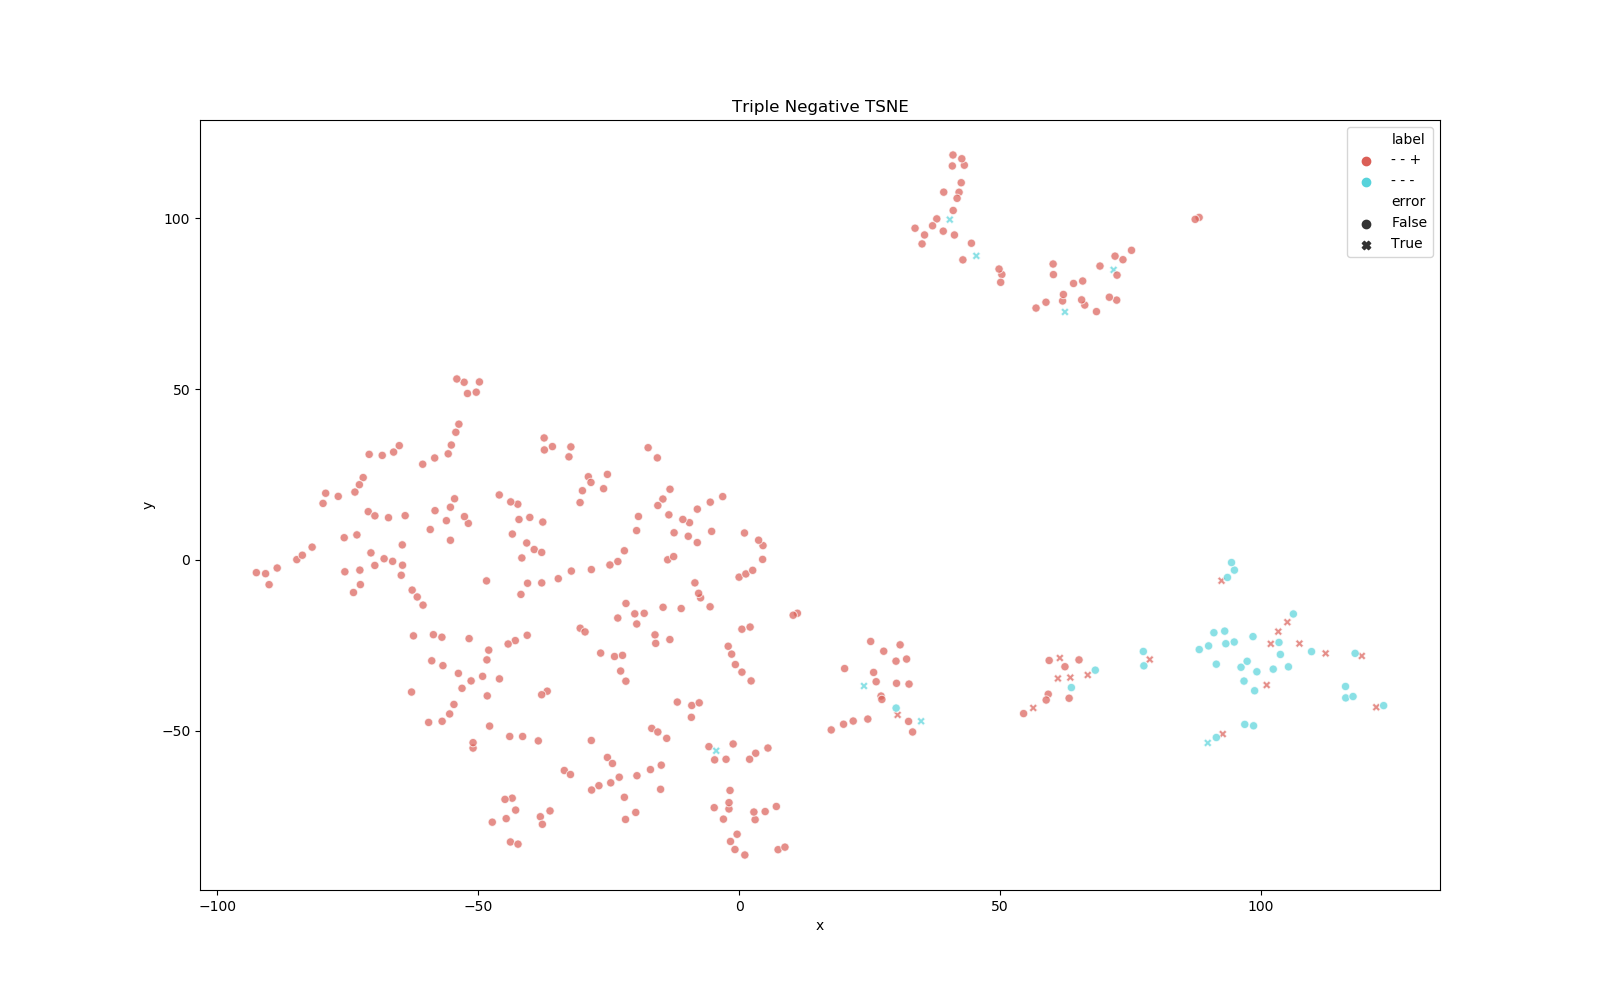 Triple Negative TSNE
label
- - +
- - -
error
False
True
100
50
0
−50
y
−100
−50
0
50
100
x